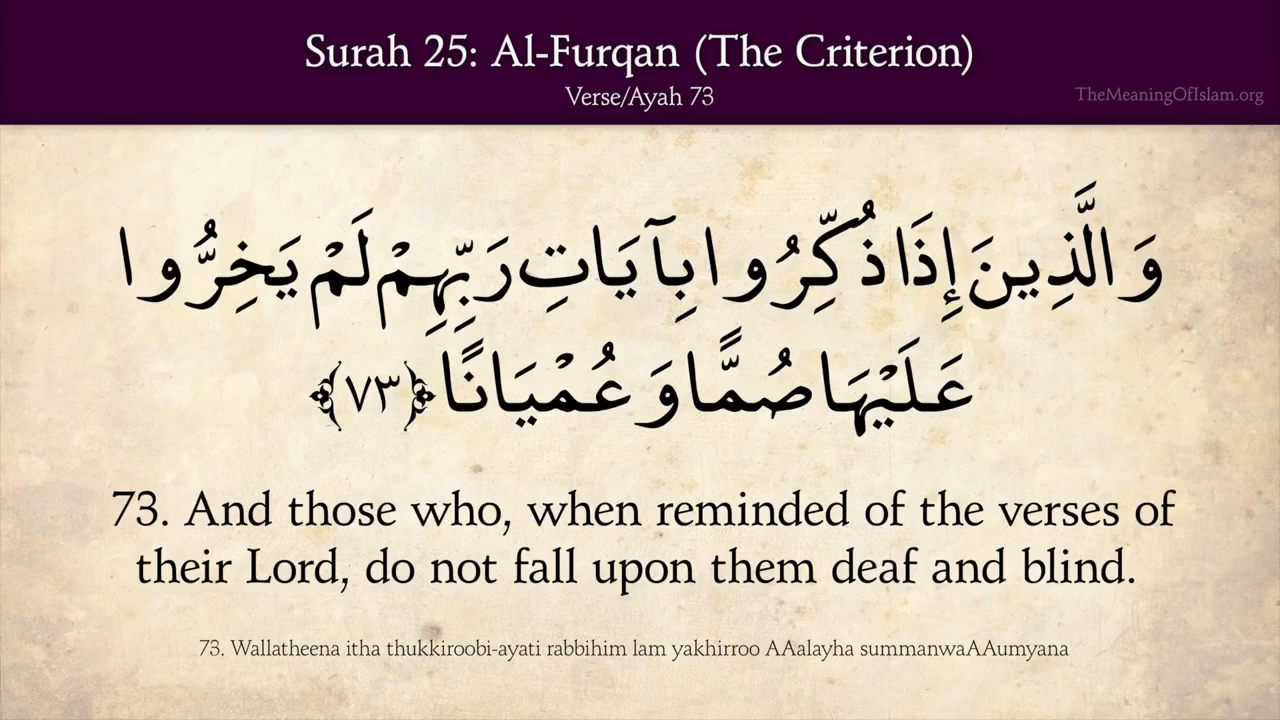 Surah 25: Al-Furqan (The Criterion)
Verse/Ayah 73
TheMeaningOfIslam.org
وَالَّذِينَ إِذَا ذُكِّرُوا بِآيَاتِ رَبِّهِمْ لَمْ يَخِرُّوا
عَلَيْهَا صُمًّا وَعُمْيَانًا ﴿٧٣﴾
73. And those who, when reminded of the verses of
their Lord, do not fall upon them deaf and blind.
73. Wallatheena itha thukkiroobi-ayati rabbihim lam yakhirroo AAalayha summanwaAAumyana